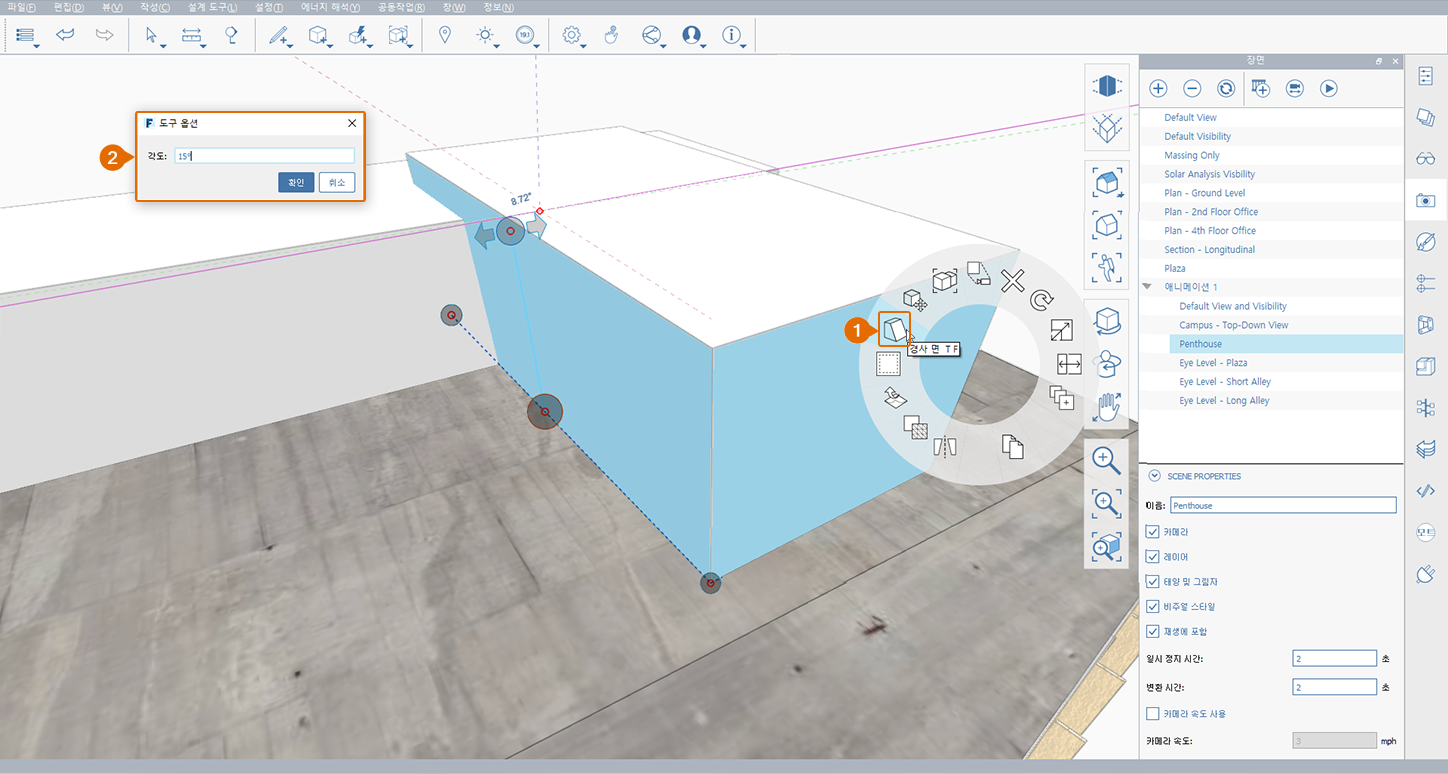 파일(F) 편집(D) 뷰(V) 작성(C) 설계 도구(L) 설정(T) 에너지 해석(Y) 공동작업(R) 창(W) 정보(N)
19.1
장면
도구 옵션
2
각도: 15º
확인 취소
8.72°
1
경사 면 T F
Default View
Default Visibility
Massing Only
Solar Analysis Visbility
Plan - Ground Level
Plan - 2nd Floor Office
Plan - 4th Floor Office
Section - Longitudinal
Plaza
애니메이션 1
Default View and Visibility
Campus - Top-Down View
Penthouse
Eye Level - Plaza
Eye Level - Short Alley
Eye Level - Long Alley
SCENE PROPERTIES
이름: Penthouse
카메라
레이어
태양 및 그림자
비주얼 스타일
재생에 포함
일시 정지 시간: 2 초
변환 시간: 2 초
카메라 속도 사용
카메라 속도: 3 mph
모드